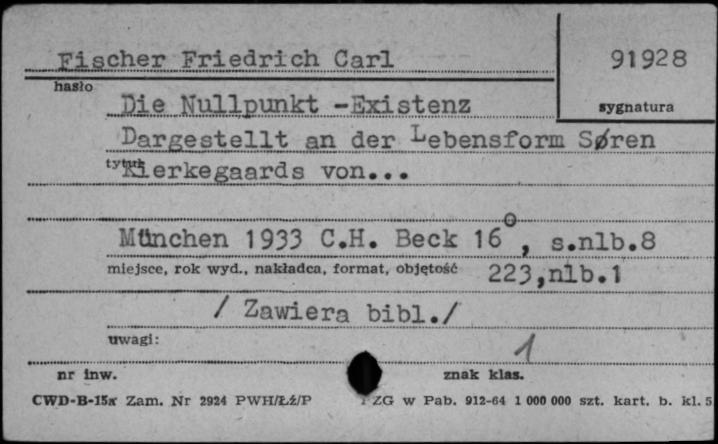 Fischer Friedrich Carl 91928
hasło
Die Nullpunkt -Existenz sygnatura
Dargestellt an der Lebensform Søren
tytuł Kierkegaards von...
München 1933 C.H. Beck 16°, s.nlb.8
miejsce, rok wyd., nakładca, format, objętość 223,nlb.1
/ Zawiera bibl./
uwagi:
1
nr inw. znak klas.
CWD-B-15x Zam. Nr 2924 PWH/Łź/P ZG w Pab. 912-64 1 000 000 szt. kart. b. kl. 5